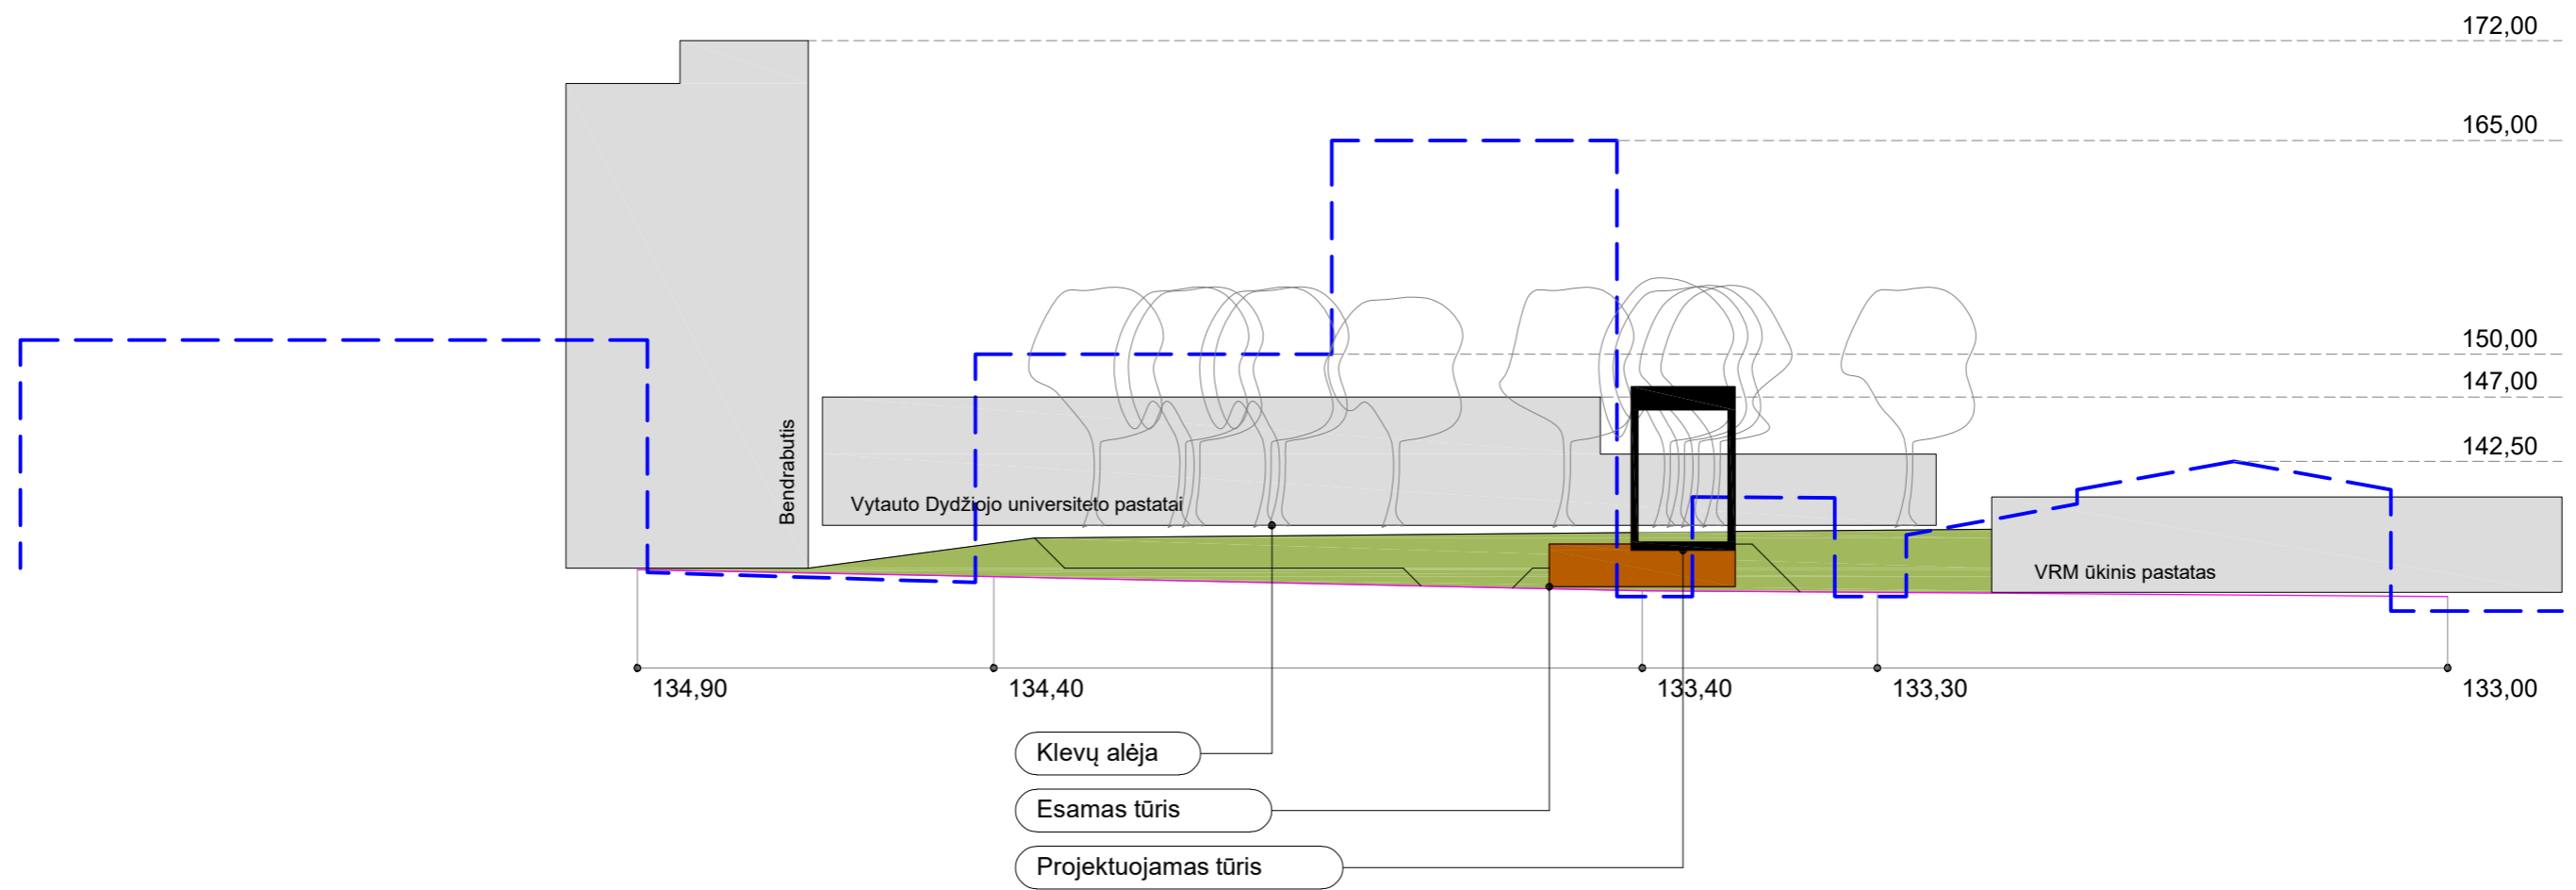 172,00
165,00
150,00
147,00
142,50
Bendrabutis
Vytauto Dydžiojo universiteto pastatai
VRM ūkinis pastatas
134,90
134,40
133,40
133,30
133,00
Klevų alėja
Esamas tūris
Projektuojamas tūris